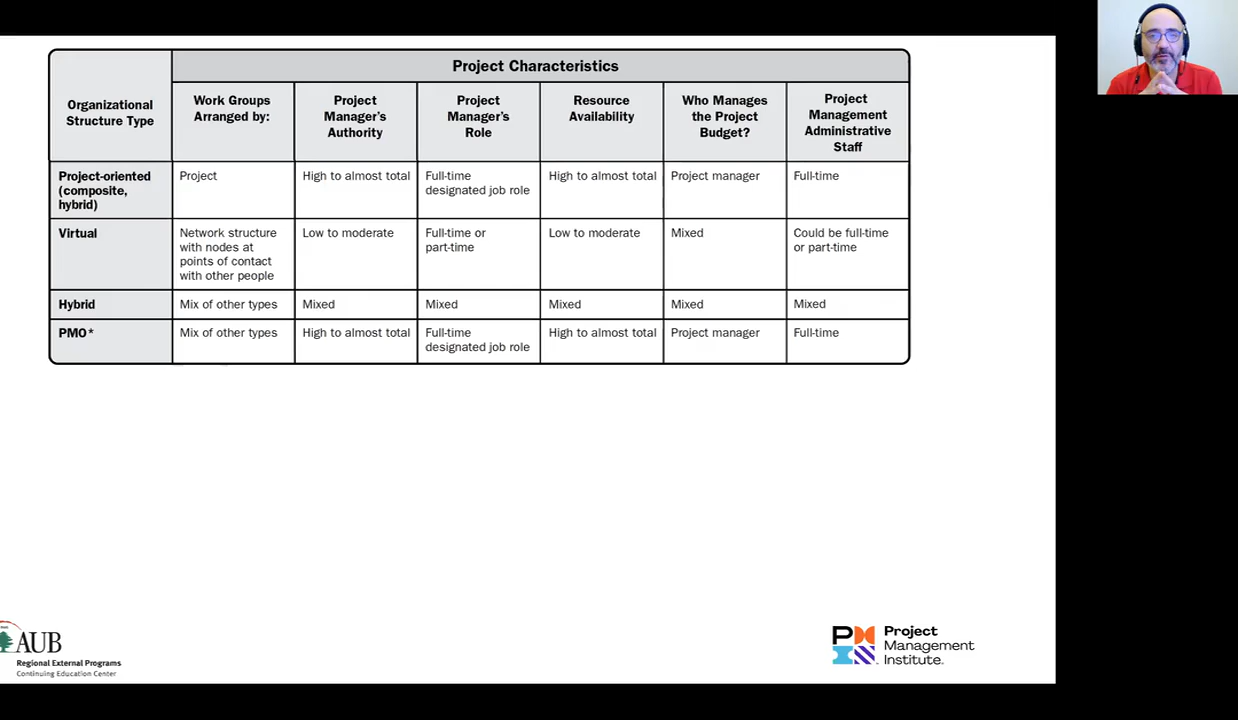 Project Characteristics
Organizational
Structure Type
Work Groups
Arranged by:
Project
Manager's
Authority
Project
Manager's
Role
Resource
Availability
Who Manages
the Project
Budget?
Project
Management
Administrative
Staff
Project-oriented
(composite,
hybrid)
Project
High to almost total
Full-time
designated job role
High to almost total
Project manager
Full-time
Virtual
Network structure
with nodes at
points of contact
with other people
Low to moderate
Full-time or
part-time
Low to moderate
Mixed
Could be full-time
or part-time
Hybrid
Mix of other types
Mixed
Mixed
Mixed
Mixed
Mixed
PMO*
Mix of other types
High to almost total
Full-time
designated job role
High to almost total
Project manager
Full-time
AUB
Regional External Programs
Continuing Education Center
Project
Management
Institute.